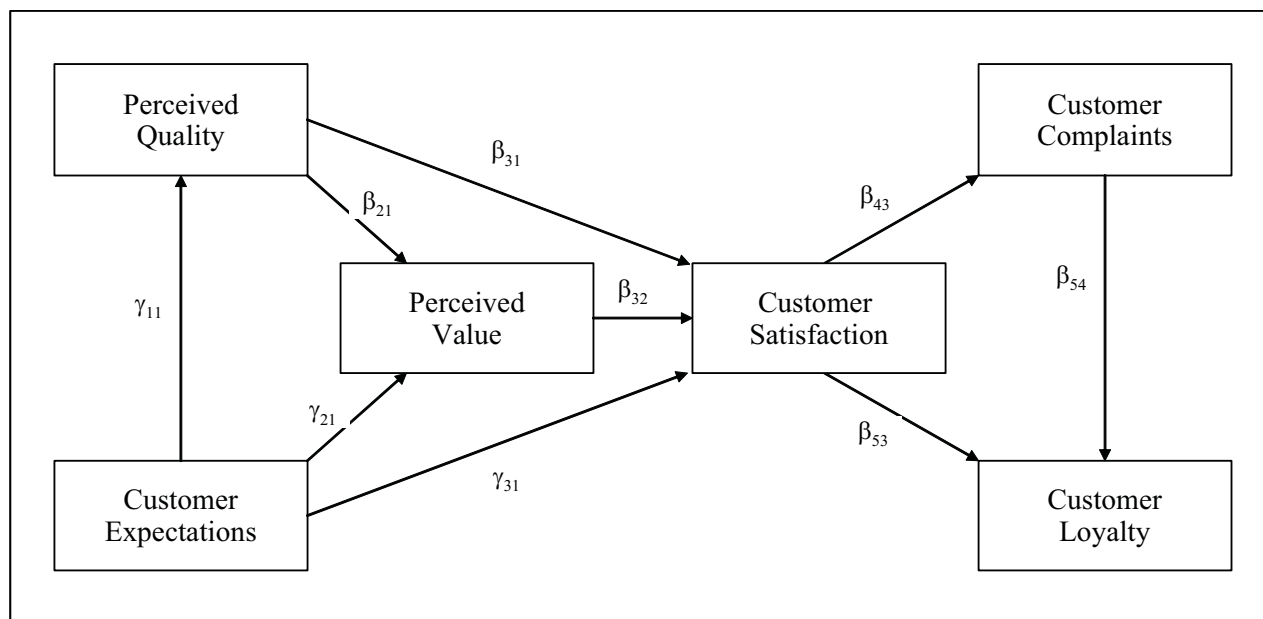 Perceived
Quality
Customer
Complaints
β31
β21
β43
γ11
Perceived
Value
β32
Customer
Satisfaction
β54
γ21
γ31
β53
Customer
Expectations
Customer
Loyalty